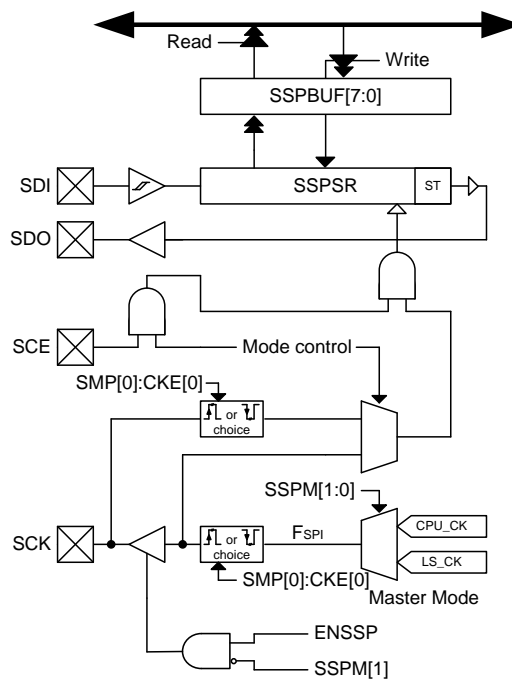 Read
Write
SSPBUF[7:0]
SDI
SSPSR
ST
SDO
SCE
Mode control
SMP[0]:CKE[0]
or
choice
SSPM[1:0]
SCK
or
choice
FSPI
CPU_CK
LS_CK
SMP[0]:CKE[0]
Master Mode
ENSSP
SSPM[1]